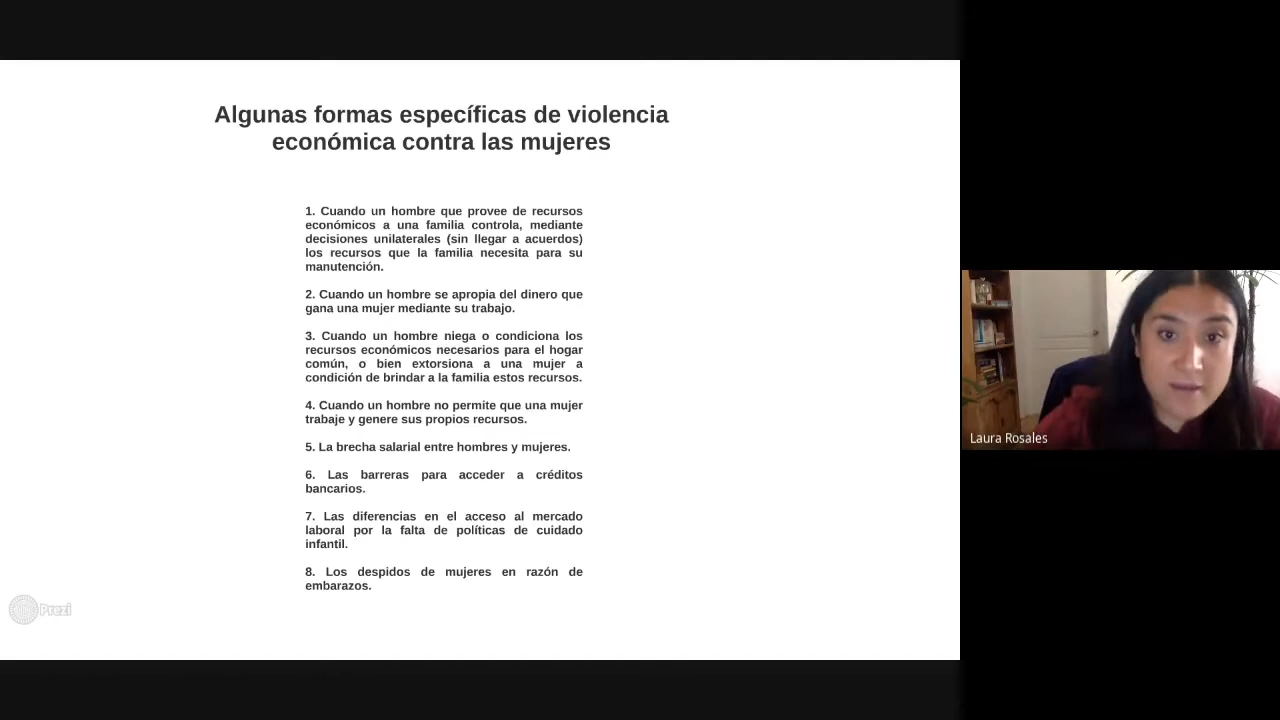 Algunas formas específicas de violencia
económica contra las mujeres
1. Cuando un hombre que provee de recursos
económicos a una familia controla, mediante
decisiones unilaterales (sin llegar a acuerdos)
los recursos que la familia necesita para su
manutención.
2. Cuando un hombre se apropia del dinero que
gana una mujer mediante su trabajo.
3. Cuando un hombre niega o condiciona los
recursos económicos necesarios para el hogar
común, o bien extorsiona a una mujer a
condición de brindar a la familia estos recursos.
4. Cuando un hombre no permite que una mujer
trabaje y genere sus propios recursos.
5. La brecha salarial entre hombres y mujeres.
6. Las barreras para acceder a créditos
bancarios.
7. Las diferencias en el acceso al mercado
laboral por la falta de políticas de cuidado
infantil.
8. Los despidos de mujeres en razón de
embarazos.
Prezi
Laura Rosales